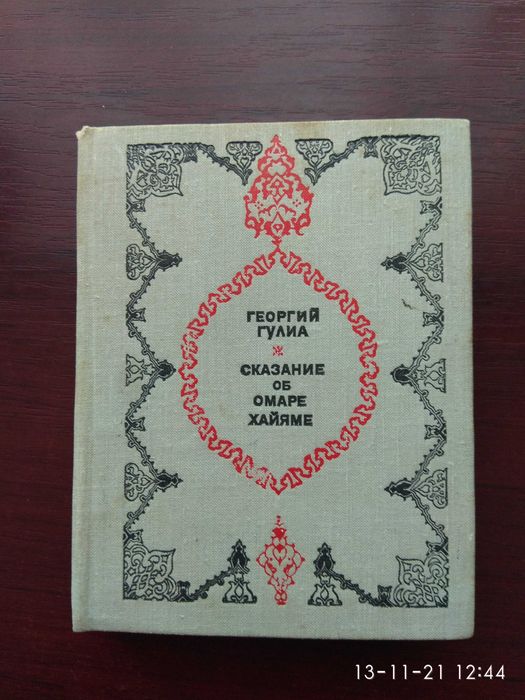 ГЕОРГИЙ
ГУЛИА
СКАЗАНИЕ
ОБ
ОМАРЕ
ХАЙЯМЕ
13-11-21 12:44